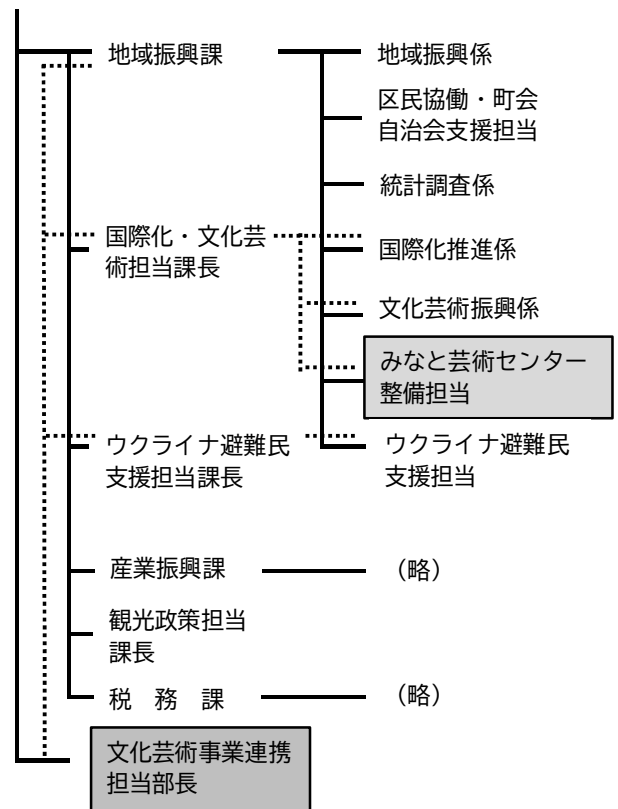 地域振興課
地域振興係
区民協働・町会
自治会支援担当
統計調査係
国際化・文化芸
術担当課長
国際化推進係
文化芸術振興係
みなと芸術センター
整備担当
ウクライナ避難民
支援担当課長
ウクライナ避難民
支援担当
産業振興課
（略）
観光政策担当
課長
税　務　課
（略）
文化芸術事業連携
担当部長